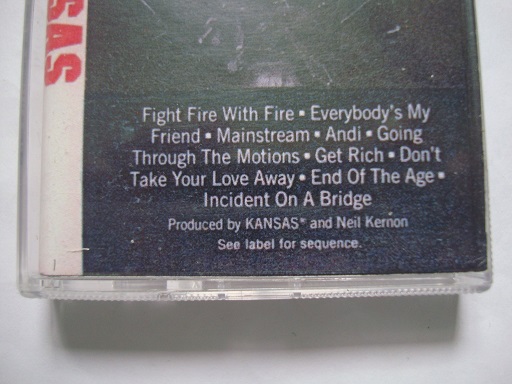 SAS
Fight Fire With Fire ▪ Everybody's My
Friend ▪ Mainstream ▪ Andi ▪ Going
Through The Motions ▪ Get Rich ▪ Don't
Take Your Love Away ▪ End Of The Age ▪
Incident On A Bridge
Produced by KANSAS* and Neil Kernon
See label for sequence.